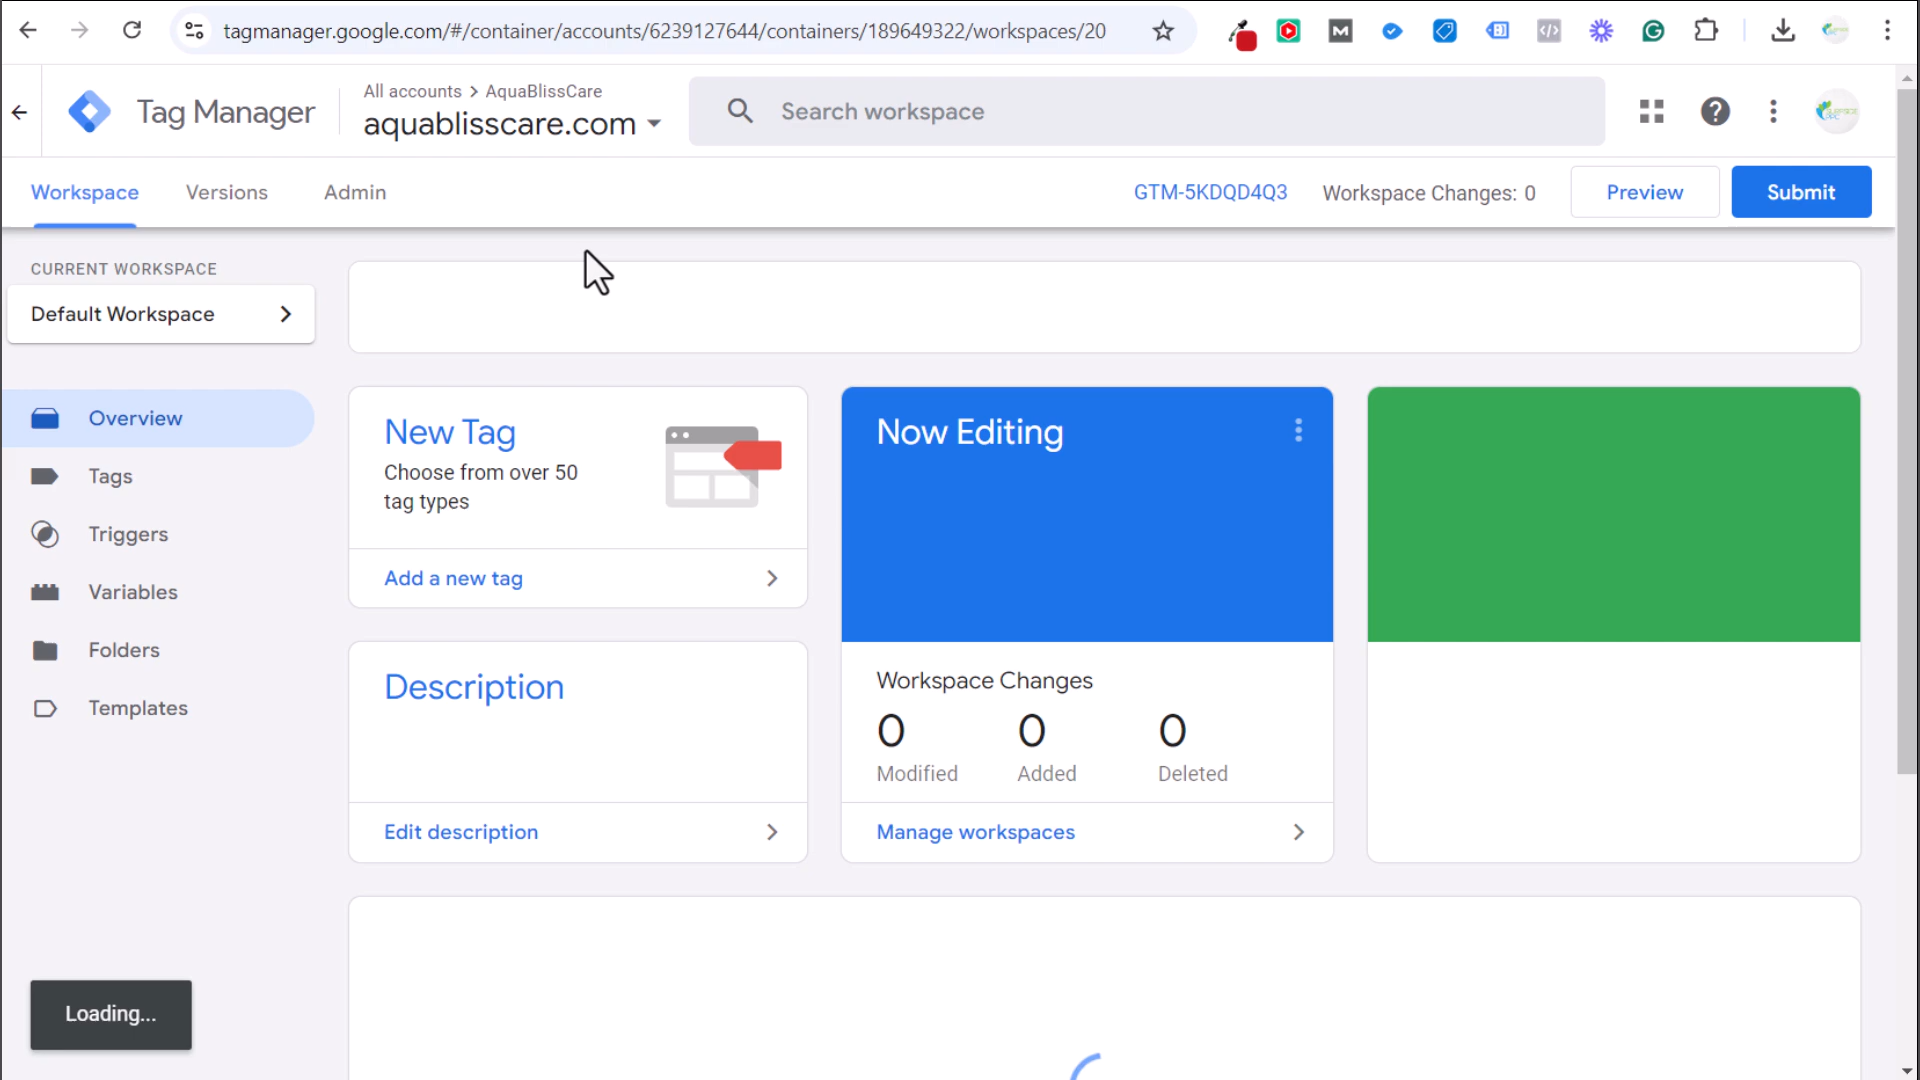 tagmanager.google.com/#/container/accounts/6239127644/containers/189649322/workspaces/20
Tag Manager
All accounts > AquaBlissCare
aquablisscare.com
Search workspace
Workspace
Versions
Admin
GTM-5KDQD4Q3
Workspace Changes: 0
Preview
Submit
CURRENT WORKSPACE
Default Workspace
Overview
Tags
Triggers
Variables
Folders
Templates
New Tag
Choose from over 50
tag types
Add a new tag
Description
Edit description
Now Editing
Workspace Changes
0 0 0
Modified Added Deleted
Manage workspaces
Loading...